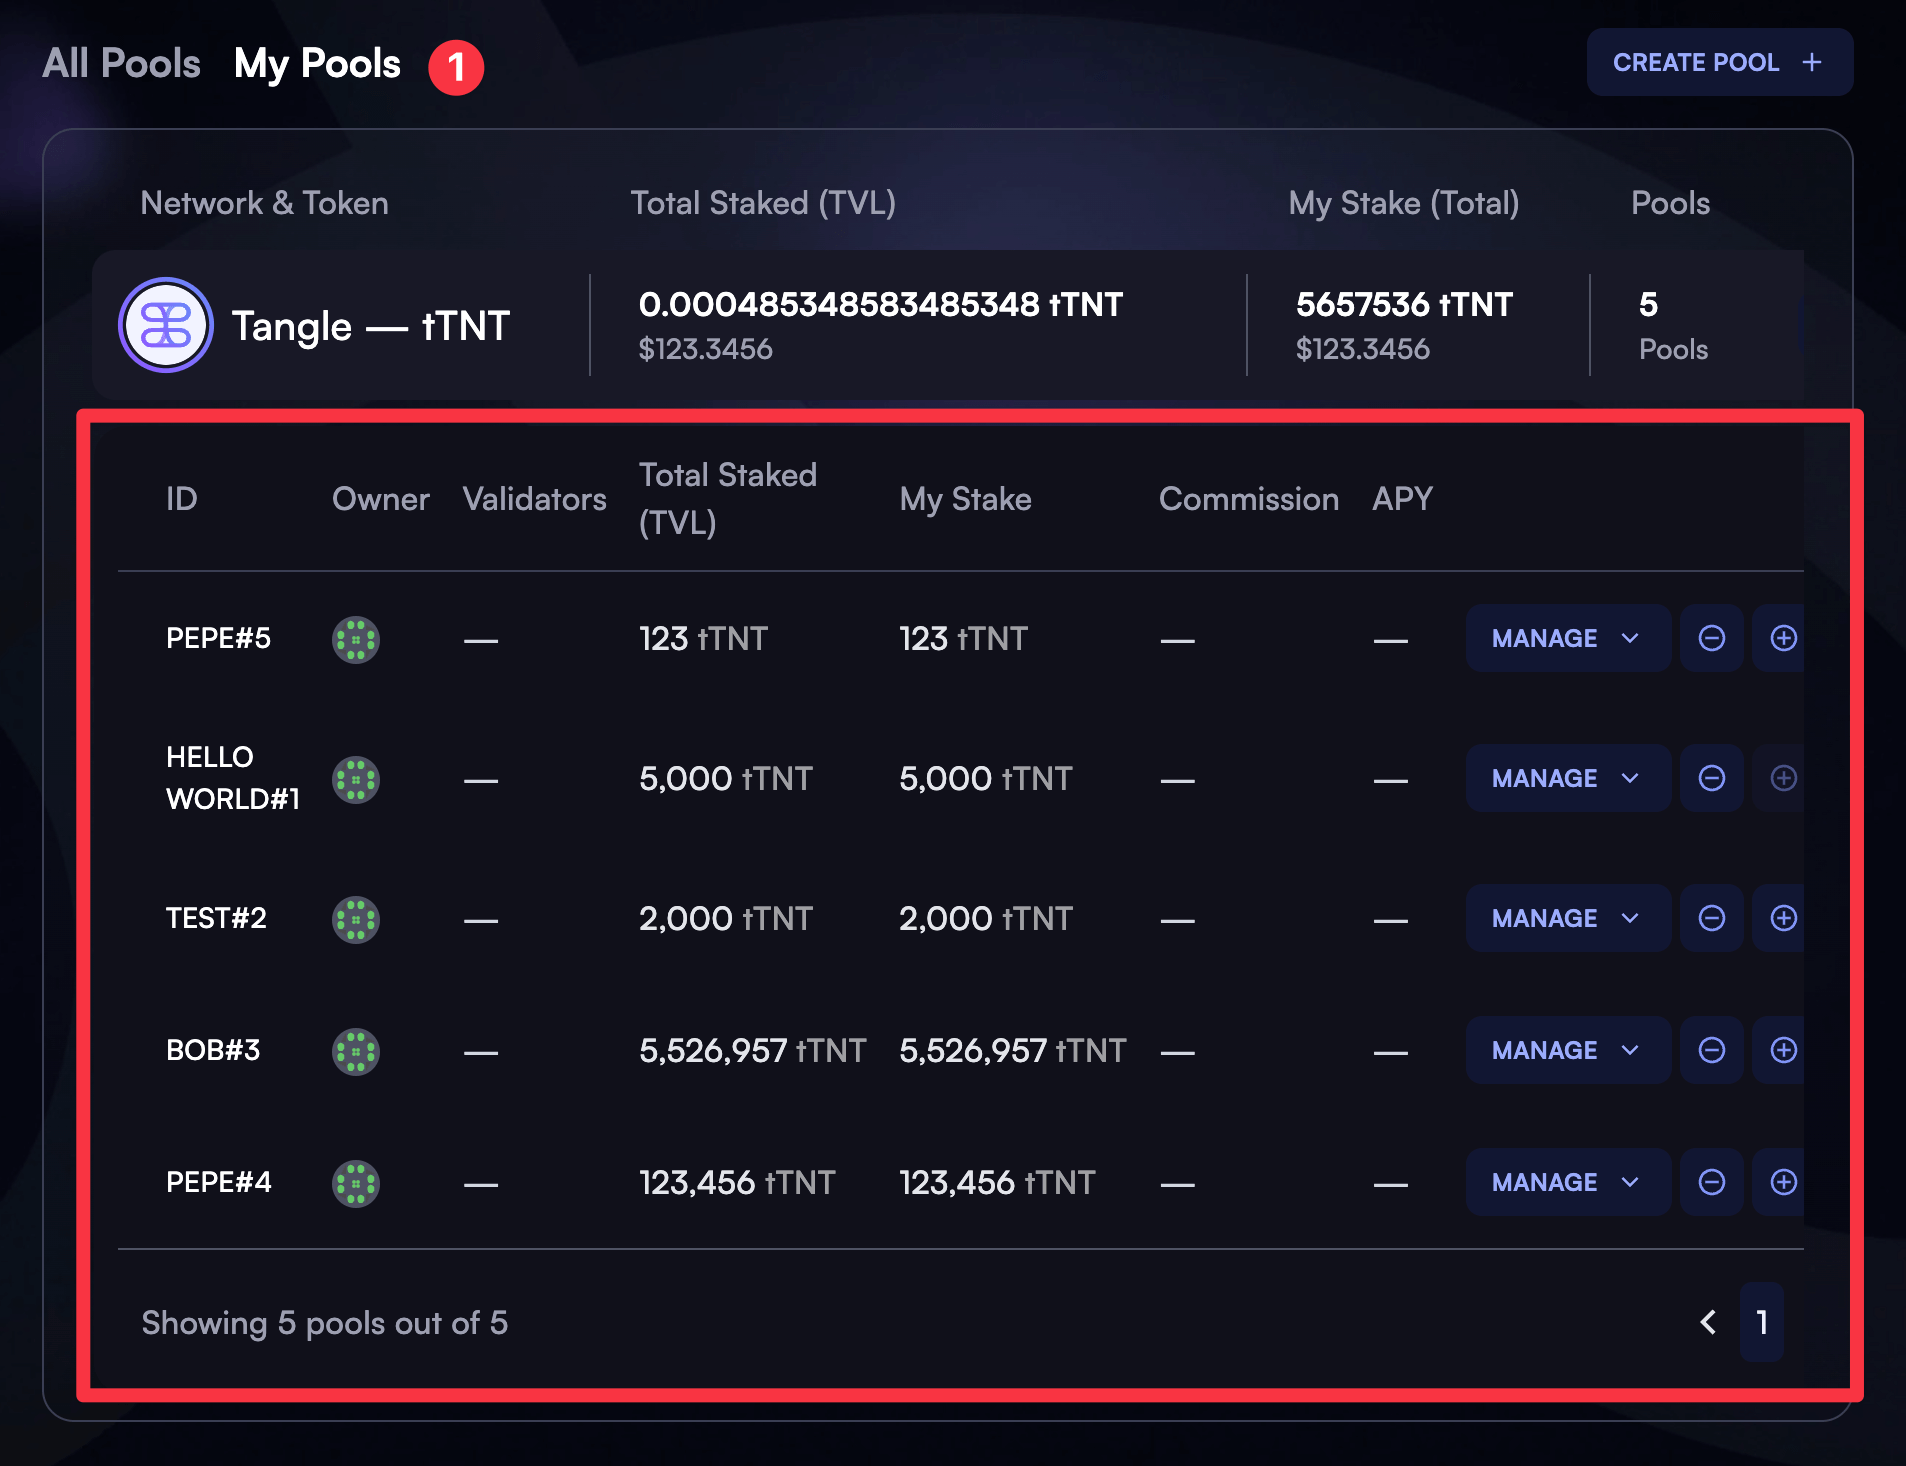 All Pools My Pools 1 CREATE POOL +
Network & Token Total Staked (TVL) My Stake (Total) Pools
Tangle — tTNT 0.000485348583485348 tTNT 5657536 tTNT 5
$123.3456 $123.3456 Pools
ID Owner Validators Total Staked (TVL) My Stake Commission APY
PEPE#5 — 123 tTNT 123 tTNT — — MANAGE
HELLO
WORLD#1 — 5,000 tTNT 5,000 tTNT — — MANAGE
TEST#2 — 2,000 tTNT 2,000 tTNT — — MANAGE
BOB#3 — 5,526,957 tTNT 5,526,957 tTNT — — MANAGE
PEPE#4 — 123,456 tTNT 123,456 tTNT — — MANAGE
Showing 5 pools out of 5 1